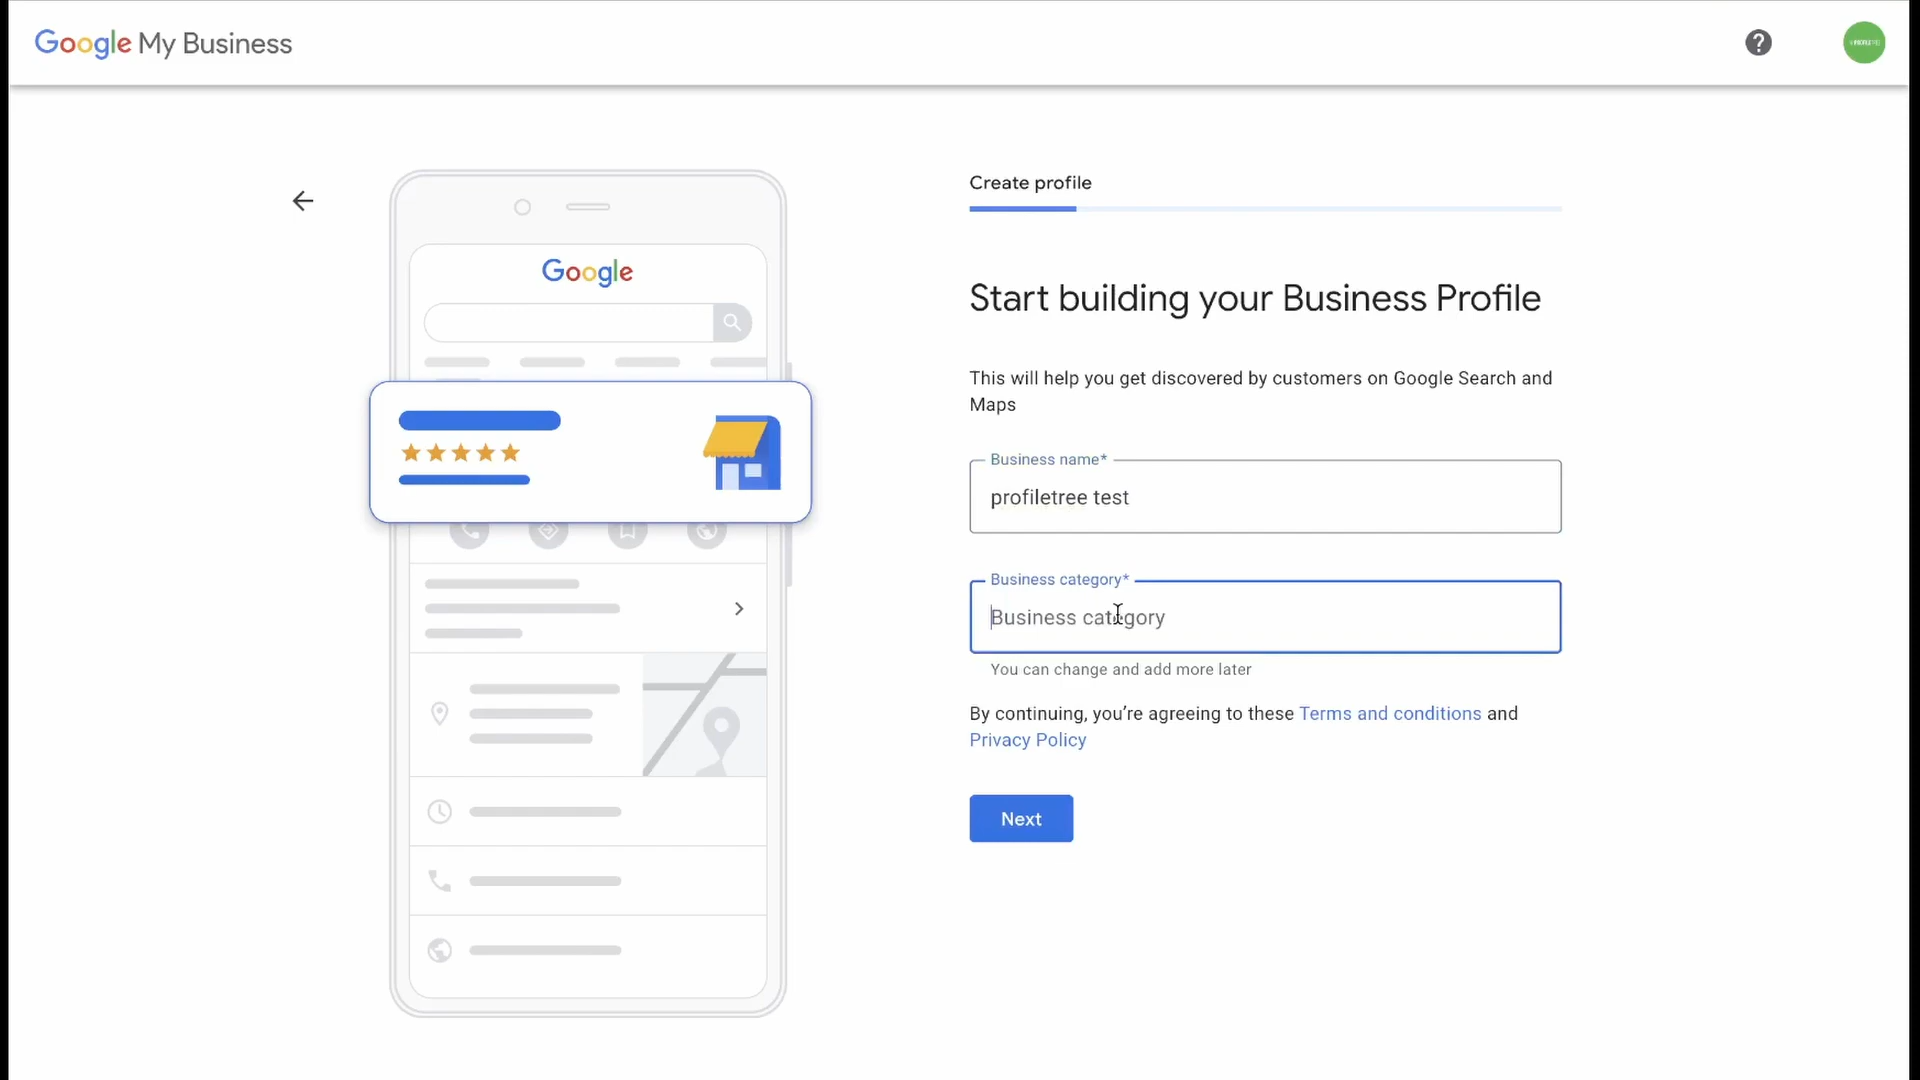 Google My Business
Create profile
Google
Start building your Business Profile
This will help you get discovered by customers on Google Search and
Maps
Business name*
profiletree test
Business category*
Business category
You can change and add more later
By continuing, you're agreeing to these Terms and conditions and
Privacy Policy
Next